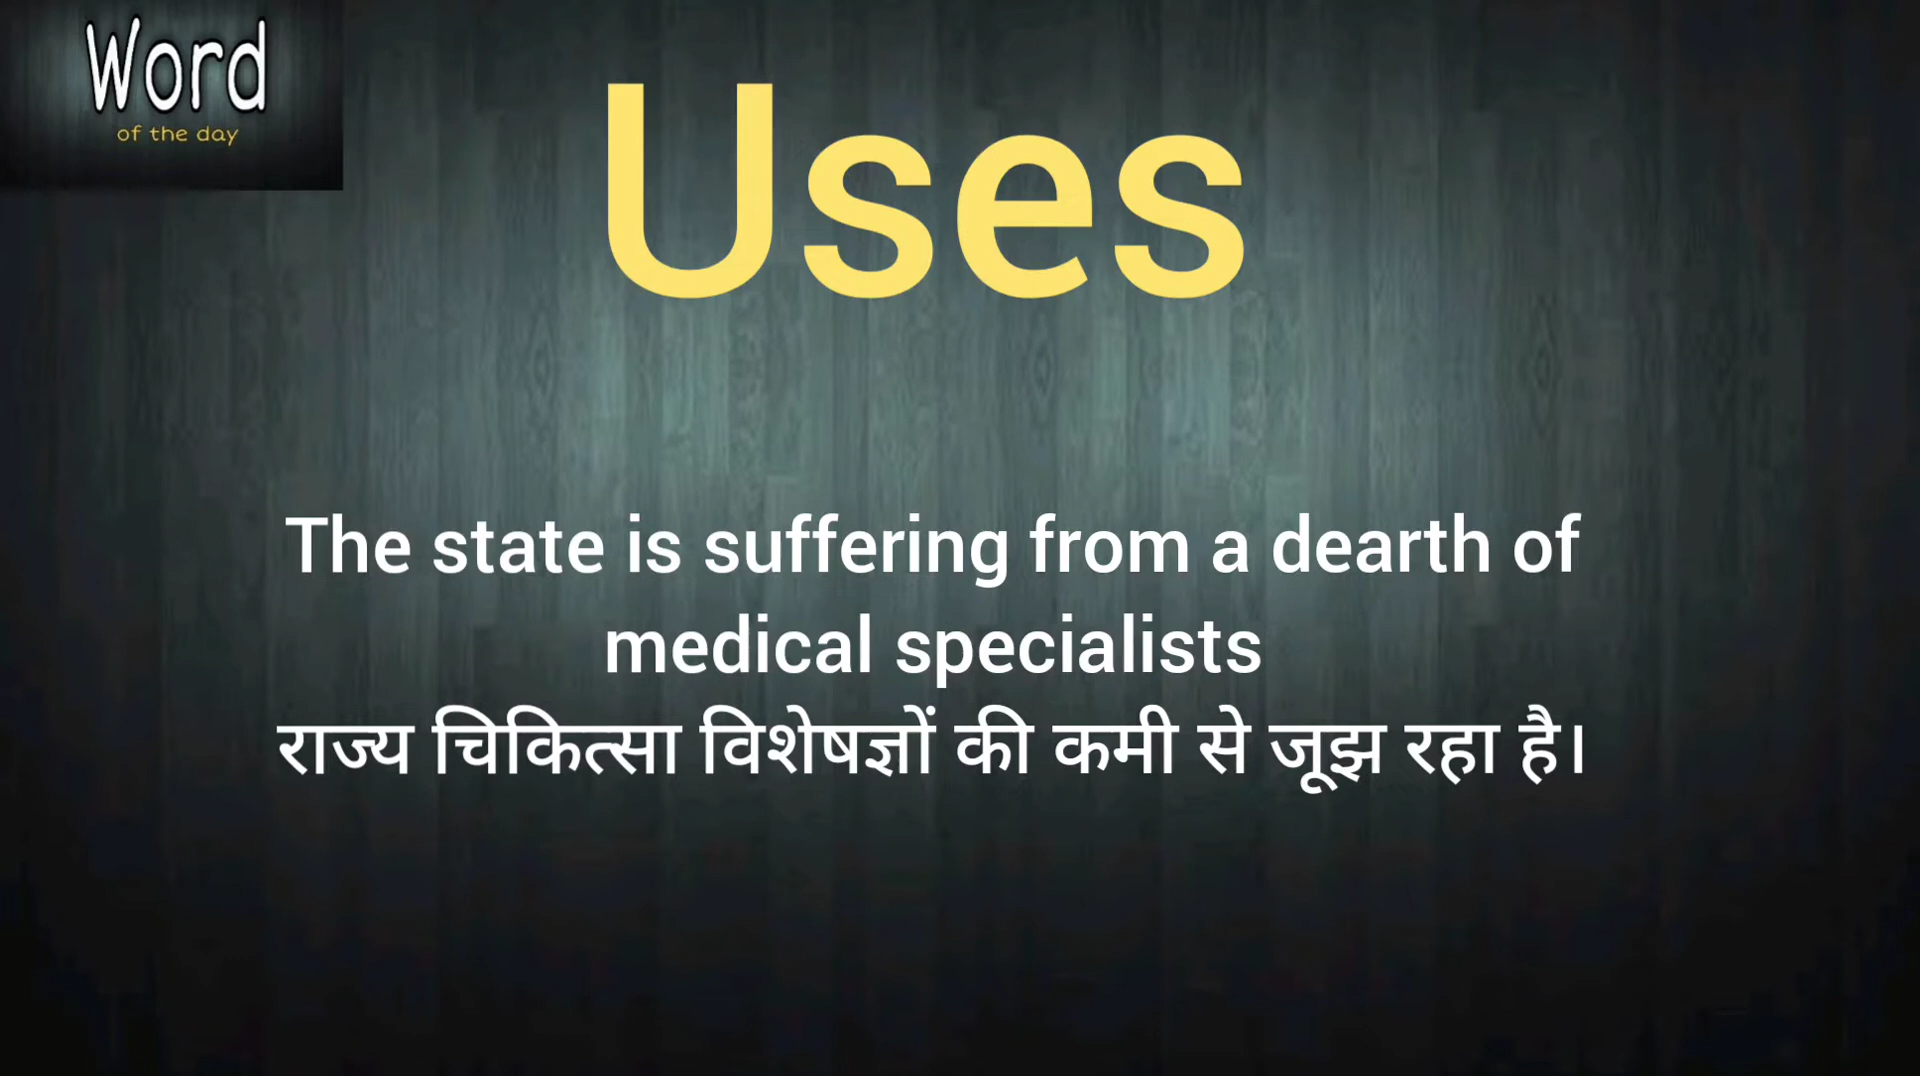 Word
of the day
Uses
The state is suffering from a dearth of
medical specialists
राज्य चिकित्सा विशेषज्ञों की कमी से जूझ रहा है।